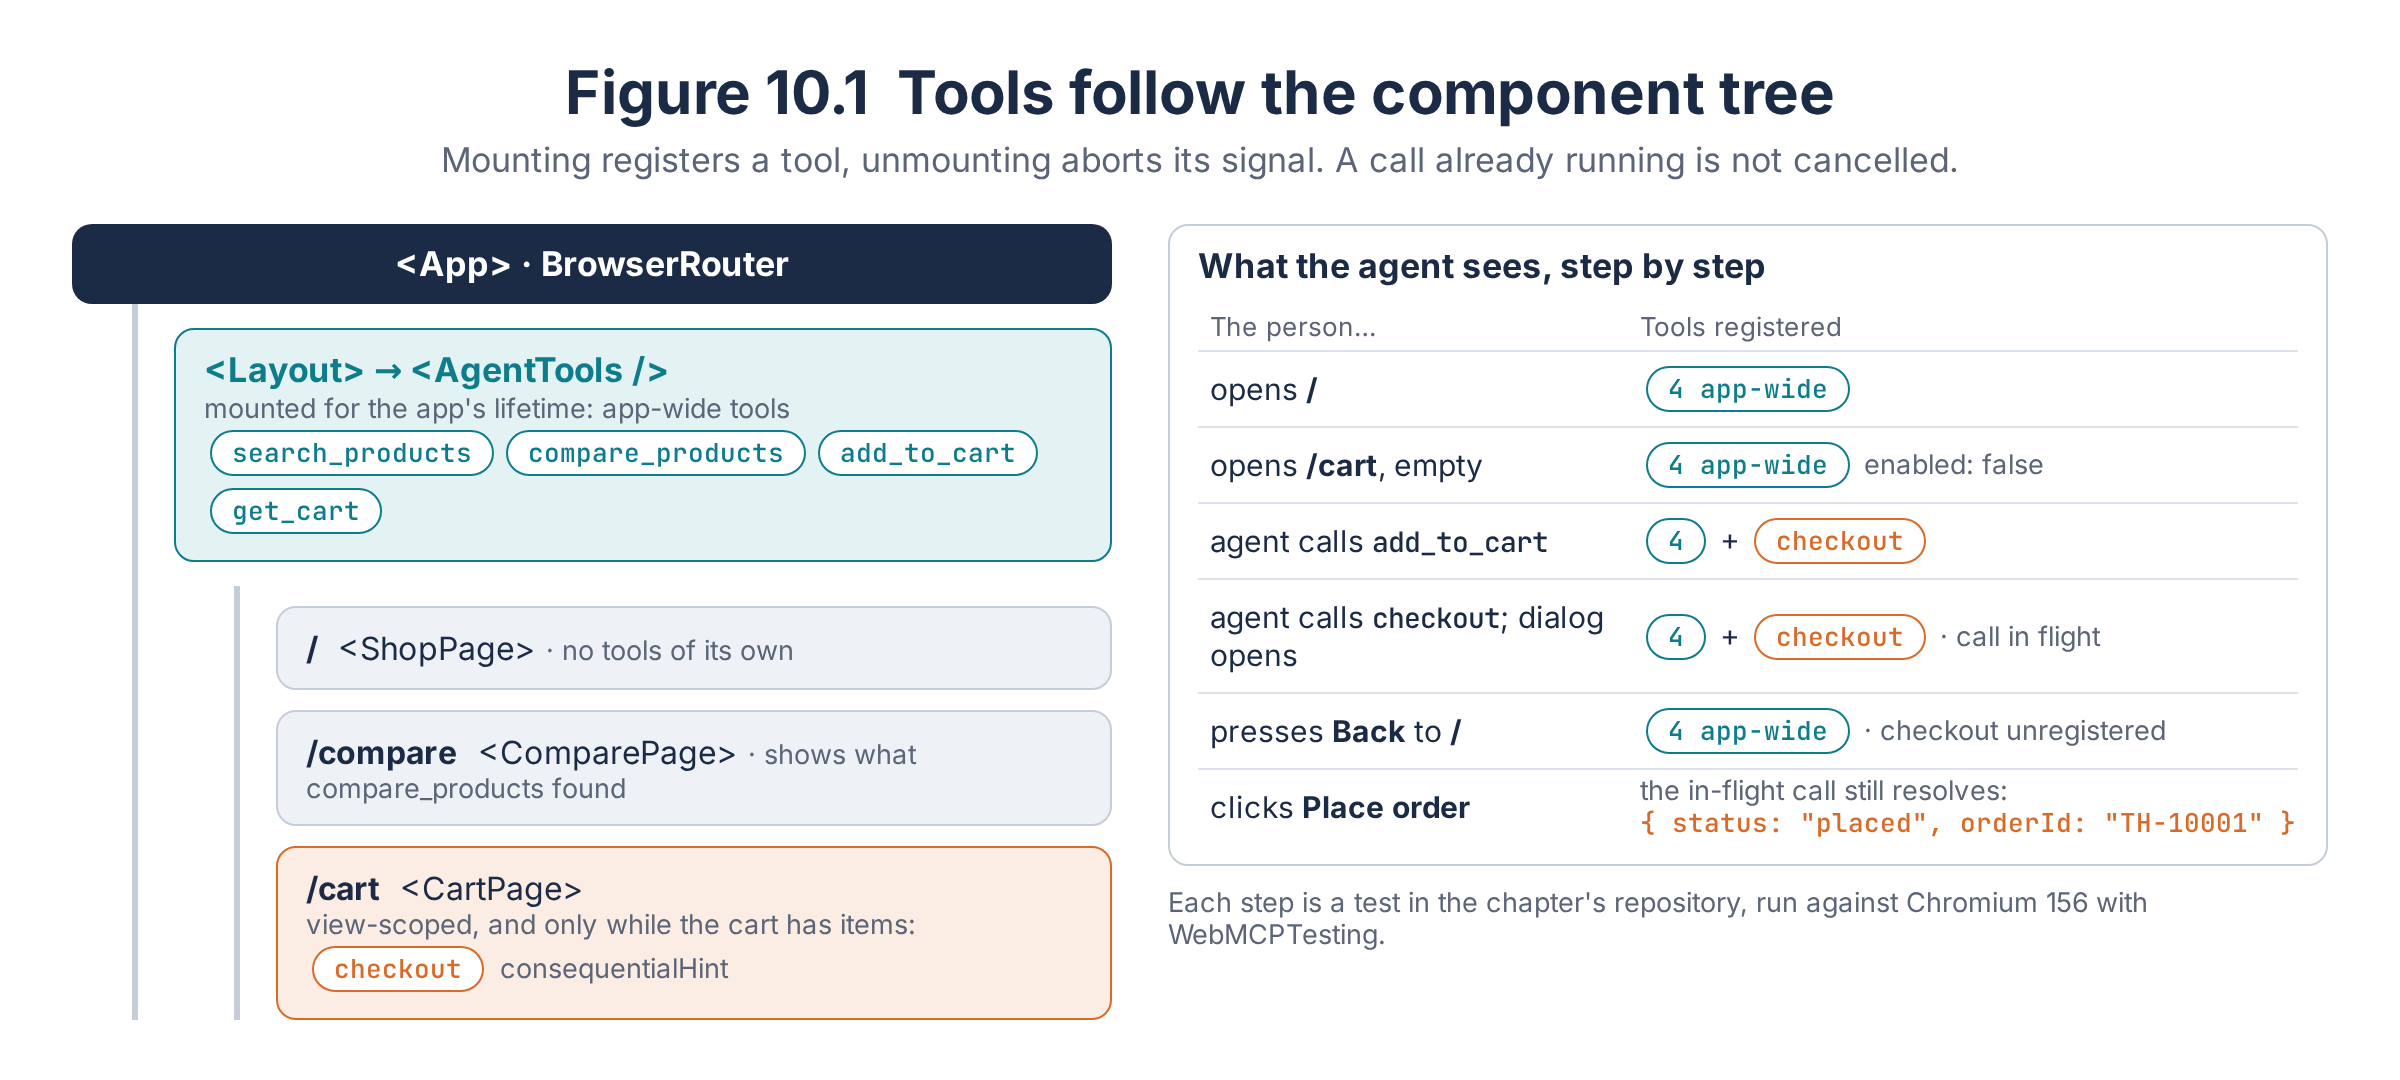 Figure 10.1 Tools follow the component tree
Mounting registers a tool, unmounting aborts its signal. A call already running is not cancelled.
<App> · BrowserRouter
<Layout> → <AgentTools />
mounted for the app's lifetime: app-wide tools
search_products compare_products add_to_cart
get_cart
/ <ShopPage> · no tools of its own
/compare <ComparePage> · shows what
compare_products found
/cart <CartPage>
view-scoped, and only while the cart has items:
checkout consequentialHint
What the agent sees, step by step
The person... Tools registered
opens / 4 app-wide
opens /cart, empty 4 app-wide enabled: false
agent calls add_to_cart 4 + checkout
agent calls checkout; dialog
opens
4 + checkout · call in flight
presses Back to / 4 app-wide · checkout unregistered
clicks Place order
the in-flight call still resolves:
{ status: "placed", orderId: "TH-10001" }
Each step is a test in the chapter's repository, run against Chromium 156 with
WebMCPTesting.